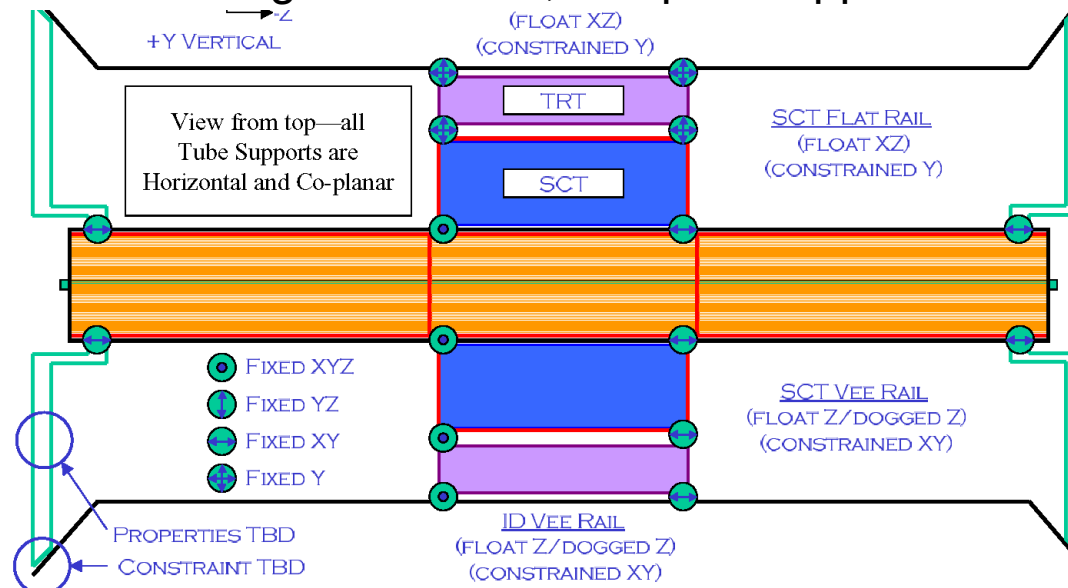 -Z
+Y VERTICAL
(FLOAT XZ)
(CONSTRAINED Y)
TRT
View from top—all
Tube Supports are
Horizontal and Co-planar
SCT FLAT RAIL
(FLOAT XZ)
(CONSTRAINED Y)
SCT
FIXED XYZ
FIXED YZ
FIXED XY
FIXED Y
SCT VEE RAIL
(FLOAT Z/DOGGED Z)
(CONSTRAINED XY)
PROPERTIES TBD
CONSTRAINT TBD
ID VEE RAIL
(FLOAT Z/DOGGED Z)
(CONSTRAINED XY)